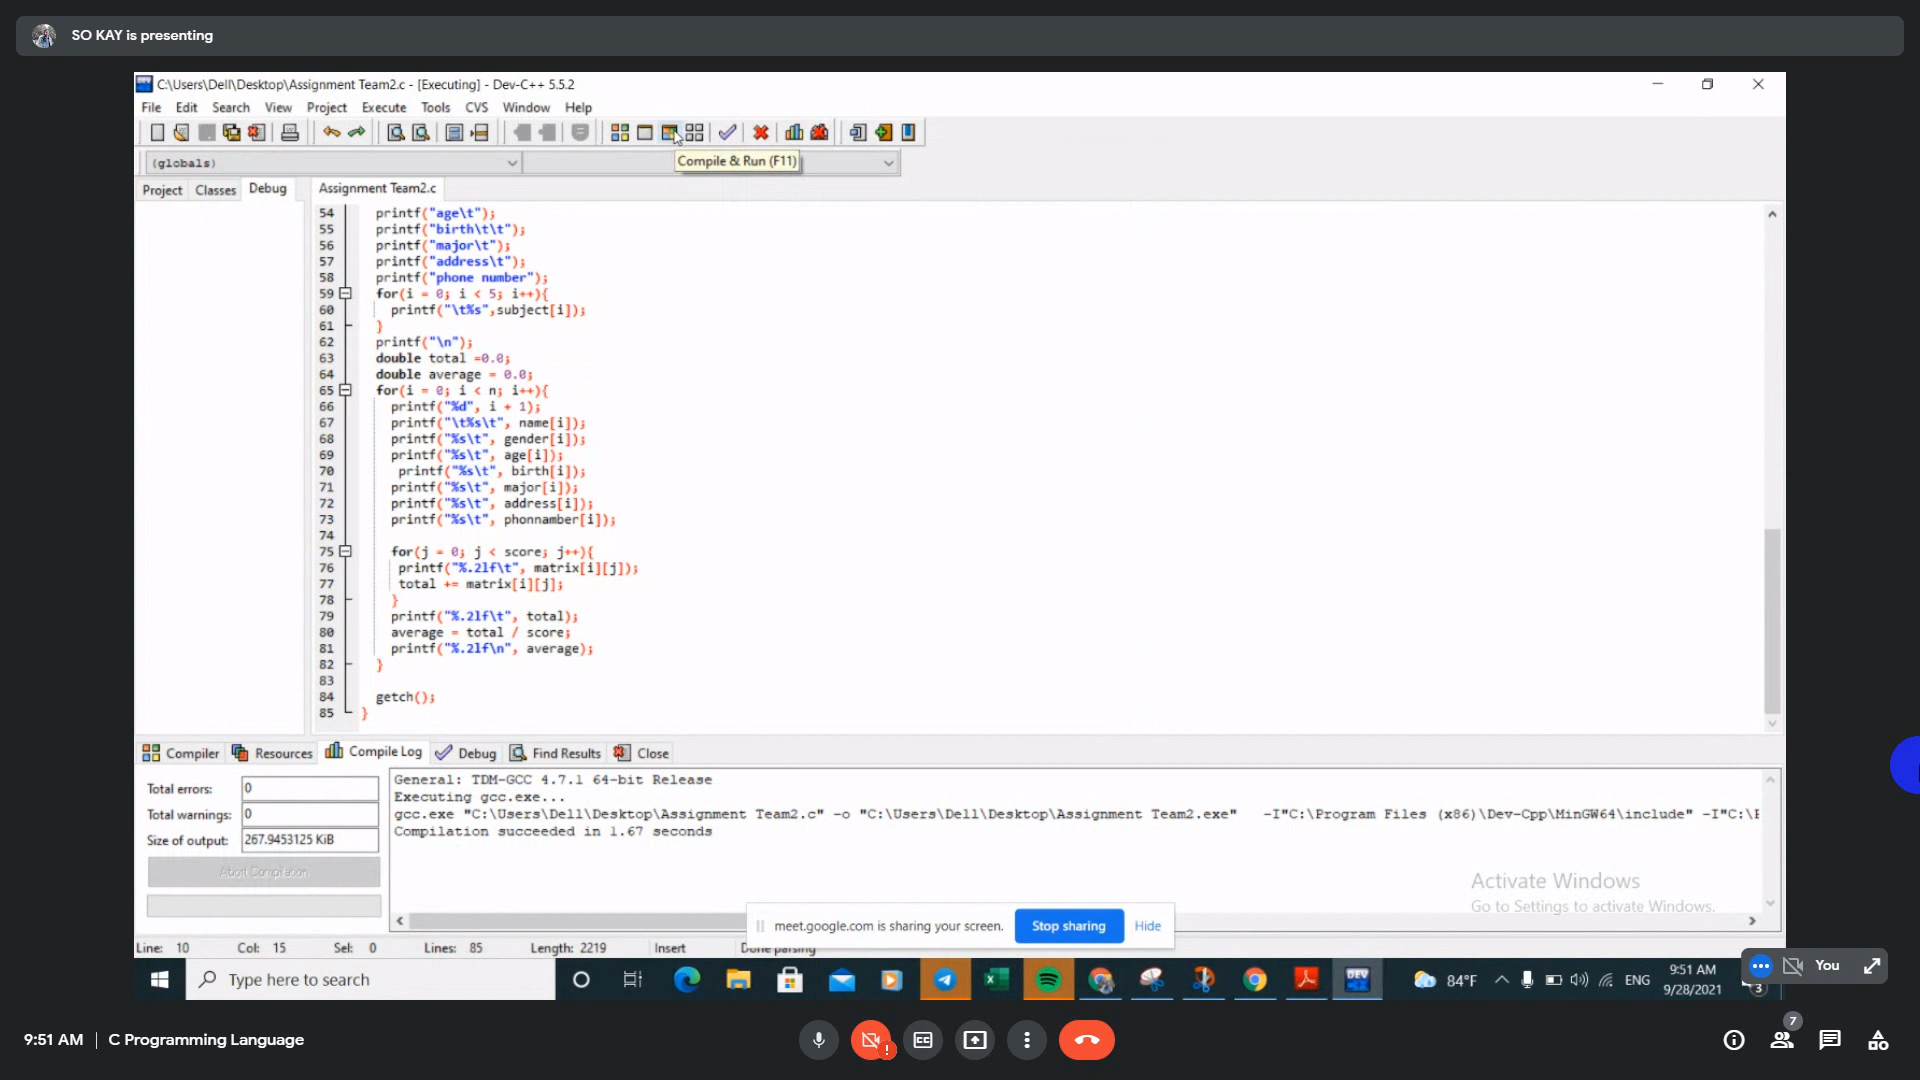 SO KAY is presenting
C:\Users\Dell\Desktop\Assignment Team2.c - [Executing] - Dev-C++ 5.5.2
File Edit Search View Project Execute Tools CVS Window Help
(globals)
Compile & Run (F11)
Project Classes Debug
Assignment Team2.c
54 printf("age\t");
55 printf("birth\t\t");
56 printf("major\t");
57 printf("address\t");
58 printf("phone number");
59 for(i = 0; i < 5; i++){
60 printf("\t%s",subject[i]);
61 }
62 printf("\n");
63 double total =0.0;
64 double average = 0.0;
65 for(i = 0; i < n; i++){
66 printf("%d", i + 1);
67 printf("\t%s\t", name[i]);
68 printf("%s\t", gender[i]);
69 printf("%s\t", age[i]);
70 printf("%s\t", birth[i]);
71 printf("%s\t", major[i]);
72 printf("%s\t", address[i]);
73 printf("%s\t", phonnamber[i]);
74
75 for(j = 0; j < score; j++){
76 printf("%.2lf\t", matrix[i][j]);
77 total += matrix[i][j];
78 }
79 printf("%.2lf\t", total);
80 average = total / score;
81 printf("%.2lf\n", average);
82 }
83
84 getch();
85 }
Compiler Resources Compile Log Debug Find Results Close
Total errors: 0
Total warnings: 0
Size of output: 267.9453125 KiB
Abort Compilation
General: TDM-GCC 4.7.1 64-bit Release
Executing gcc.exe...
gcc.exe "C:\Users\Dell\Desktop\Assignment Team2.c" -o "C:\Users\Dell\Desktop\Assignment Team2.exe" -I"C:\Program Files (x86)\Dev-Cpp\MinGW64\include" -I"C:\
Compilation succeeded in 1.67 seconds
Activate Windows
Go to Settings to activate Windows.
meet.google.com is sharing your screen. Stop sharing Hide
Line: 10 Col: 15 Sel: 0 Lines: 85 Length: 2219 Insert Done parsing
Type here to search
DEV
84°F ENG
9:51 AM
9/28/2021
3
You
9:51 AM | C Programming Language
7